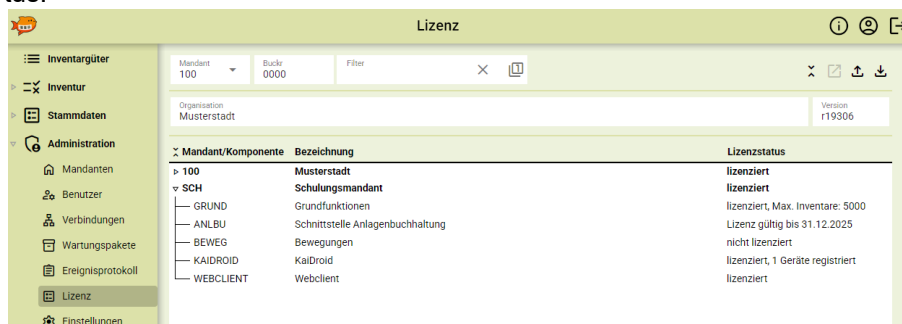 Lizenz
Inventargüter
Inventur
Stammdaten
Administration
Mandanten
Benutzer
Verbindungen
Wartungspakete
Ereignisprotokoll
Lizenz
Einstellungen
Mandant
100
Buckr
0000
Filter
Organisation
Musterstadt
Version
r19306
Mandant/Komponente Bezeichnung Lizenzstatus
100 Musterstadt lizenziert
SCH Schulungsmandant lizenziert
GRUND Grundfunktionen lizenziert, Max. Inventare: 5000
ANLBU Schnittstelle Anlagenbuchhaltung Lizenz gültig bis 31.12.2025
BEWEG Bewegungen nicht lizenziert
KAIDROID KaiDroid lizenziert, 1 Geräte registriert
WEBCLIENT Webclient lizenziert